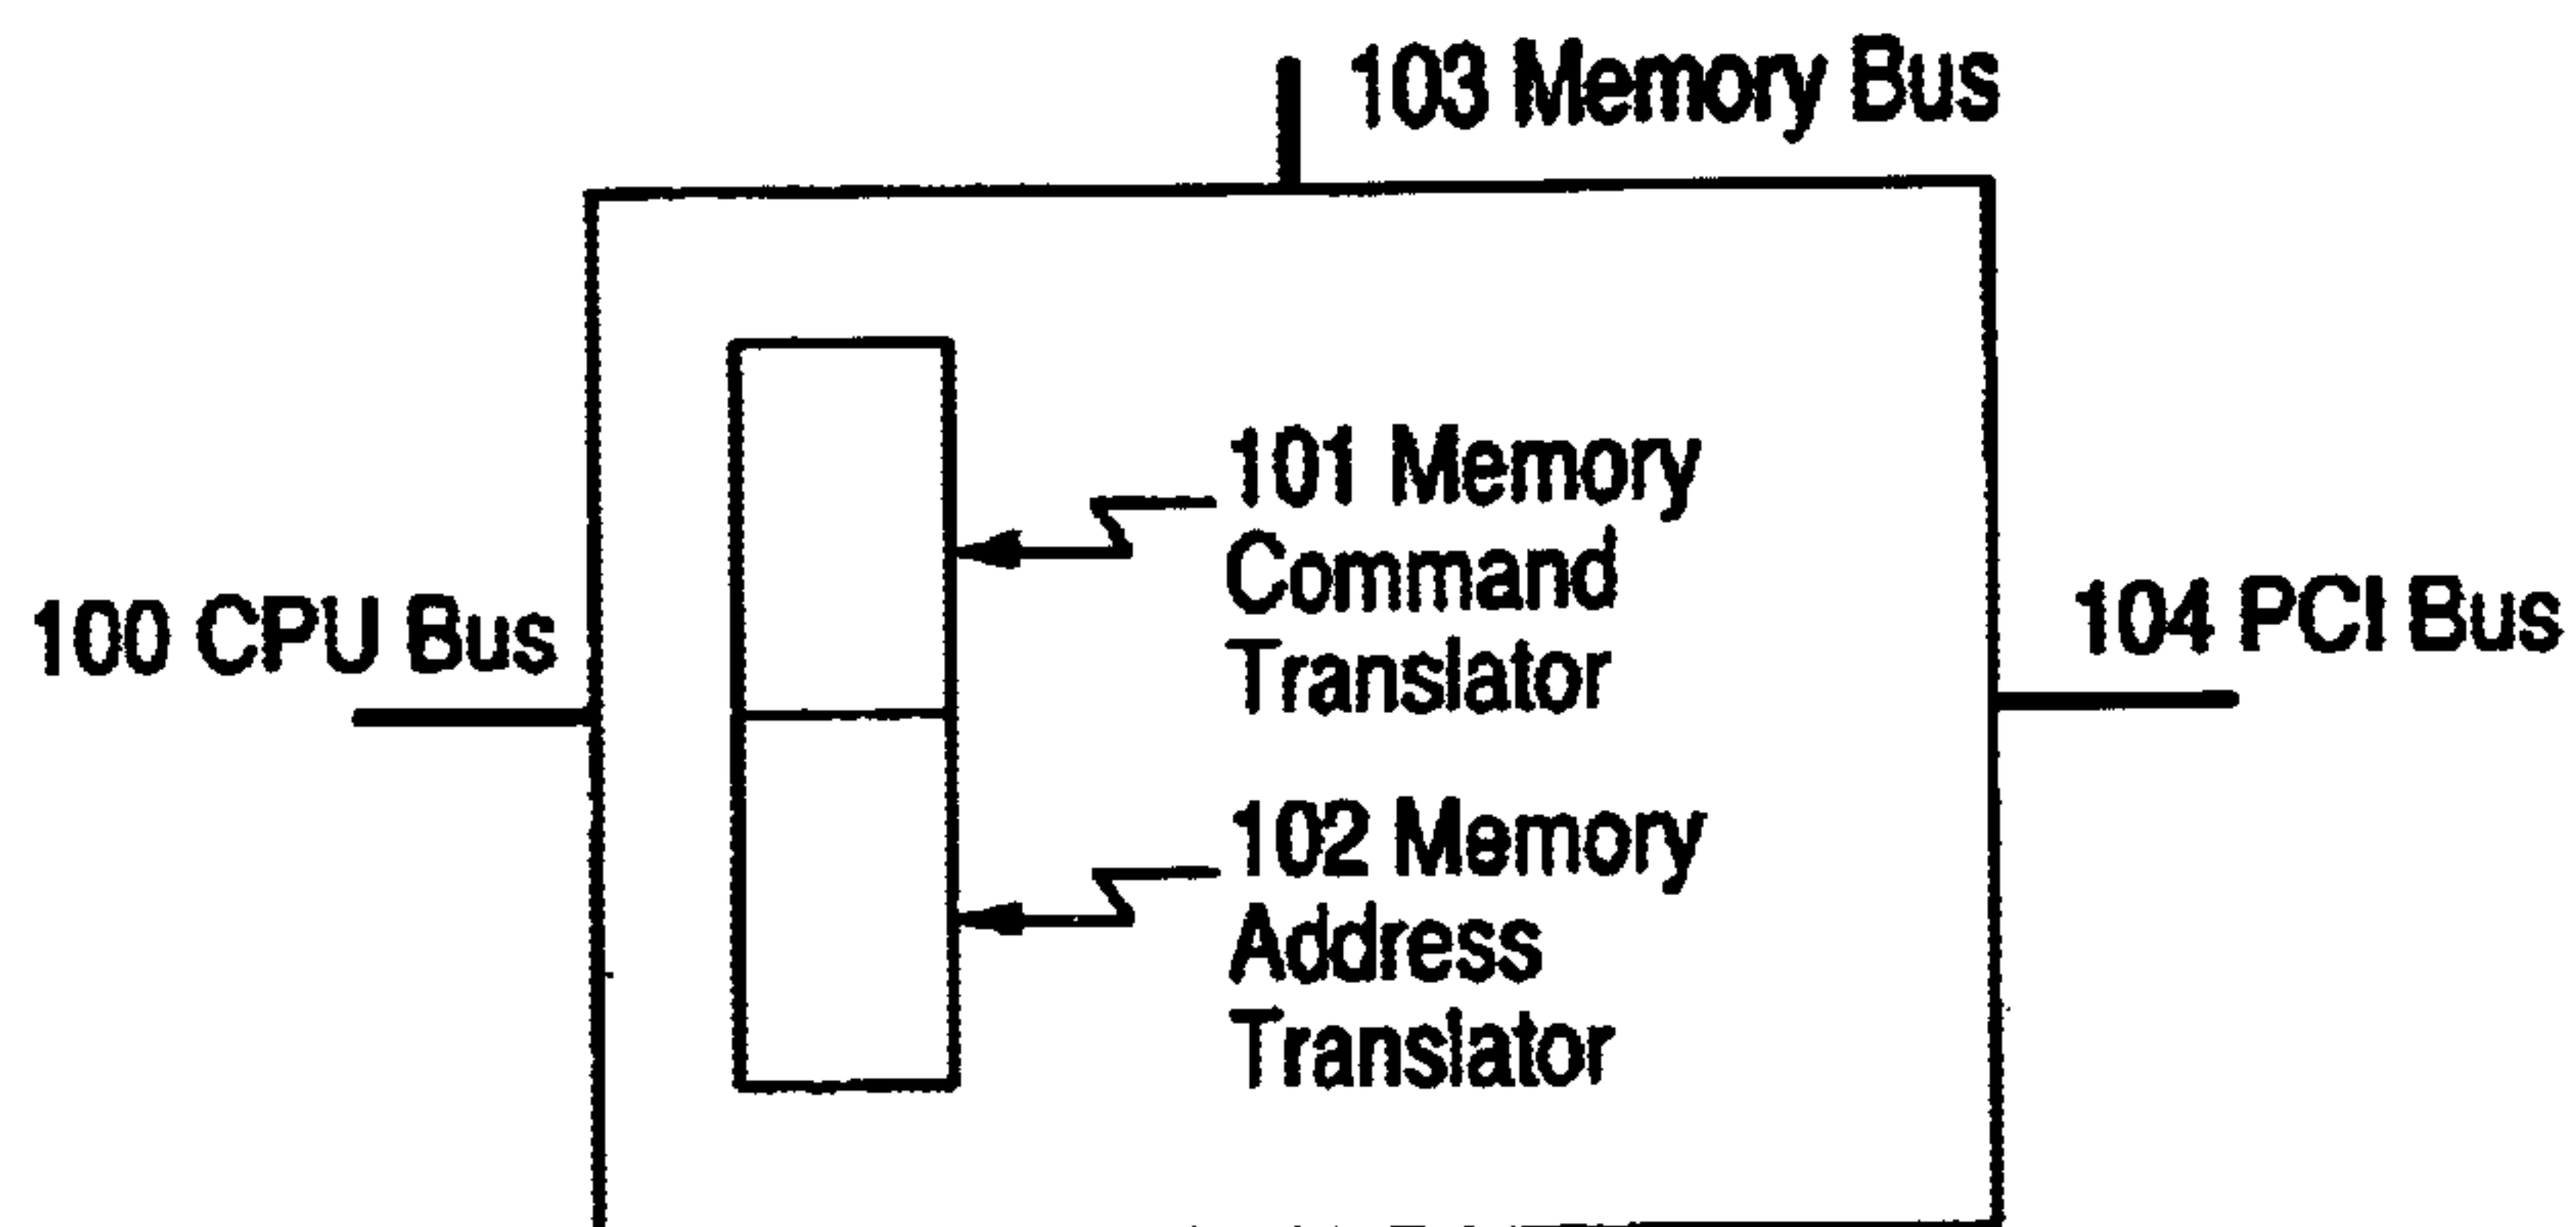 103 Memory Bus
101 Memory
Command
Translator
100 CPU Bus
104 PCI Bus
102 Memory
Address
Translator